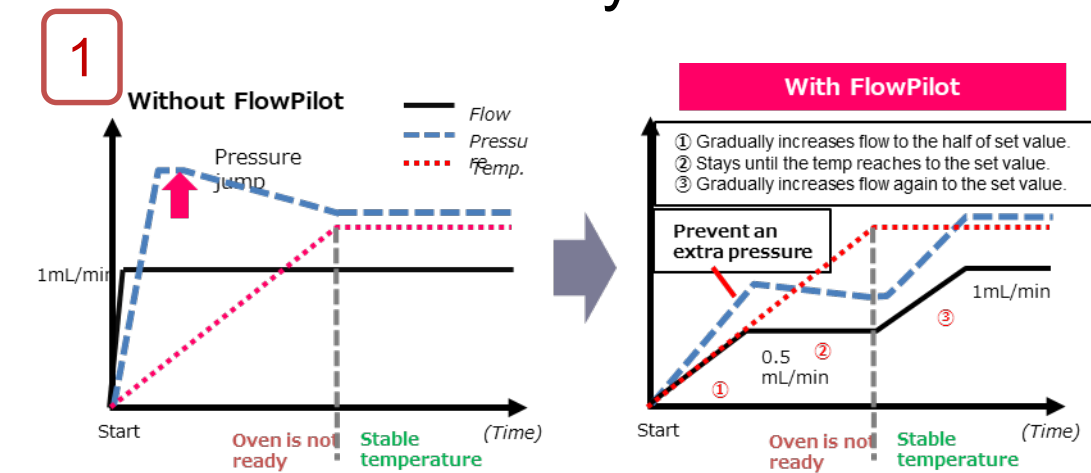 1
Without FlowPilot
Flow
Pressu
re
Temp.
Pressure
jump
1mL/min
Start
Oven is not
ready
Stable
temperature
(Time)
With FlowPilot
① Gradually increases flow to the half of set value.
② Stays until the temp reaches to the set value.
③ Gradually increases flow again to the set value.
Prevent an
extra pressure
1mL/min
③
②
0.5
mL/min
①
Start
Oven is not
ready
Stable
temperature
(Time)